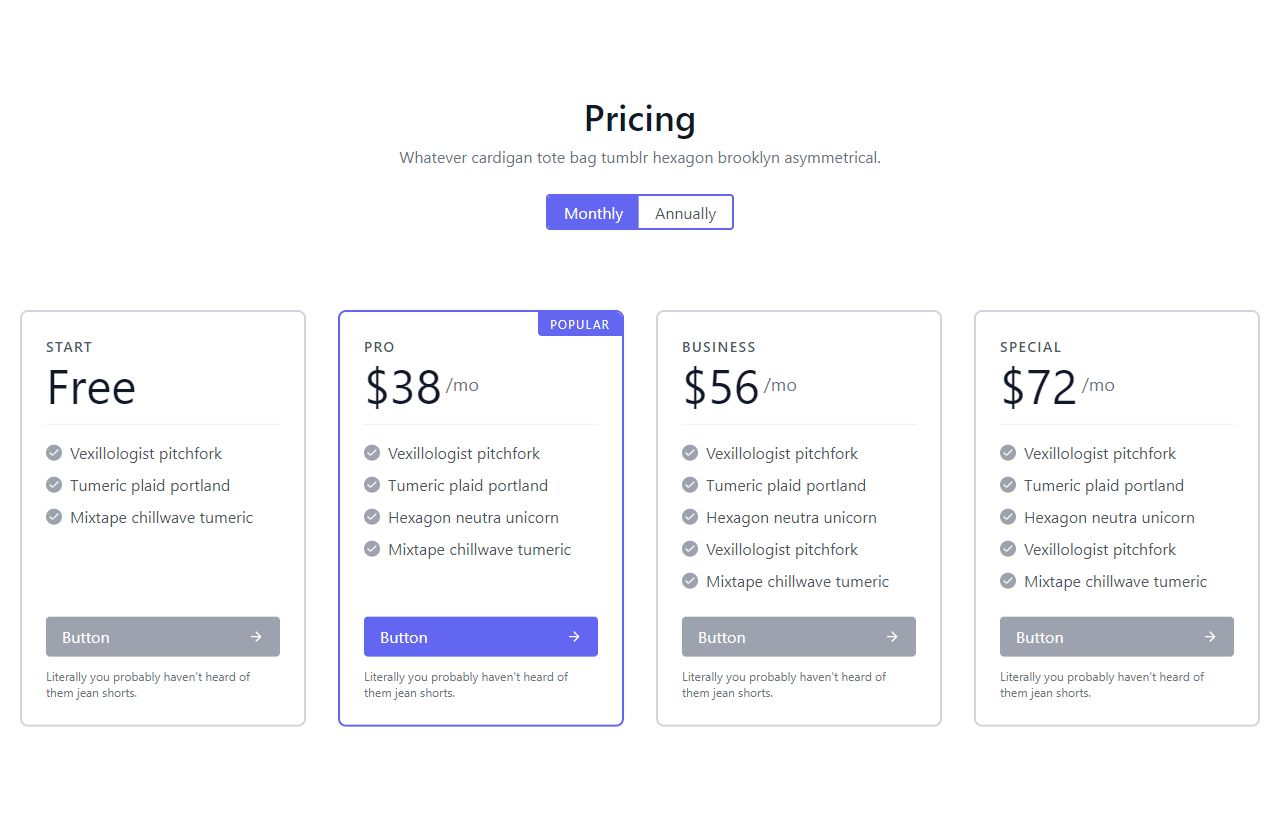 Pricing
Whatever cardigan tote bag tumblr hexagon brooklyn asymmetrical.
Monthly
Annually
START
Free
Vexillologist pitchfork
Tumeric plaid portland
Mixtape chillwave tumeric
Button
Literally you probably haven't heard of
them jean shorts.
POPULAR
PRO
$38 /mo
Vexillologist pitchfork
Tumeric plaid portland
Hexagon neutra unicorn
Mixtape chillwave tumeric
Button
Literally you probably haven't heard of
them jean shorts.
BUSINESS
$56 /mo
Vexillologist pitchfork
Tumeric plaid portland
Hexagon neutra unicorn
Vexillologist pitchfork
Mixtape chillwave tumeric
Button
Literally you probably haven't heard of
them jean shorts.
SPECIAL
$72 /mo
Vexillologist pitchfork
Tumeric plaid portland
Hexagon neutra unicorn
Vexillologist pitchfork
Mixtape chillwave tumeric
Button
Literally you probably haven't heard of
them jean shorts.